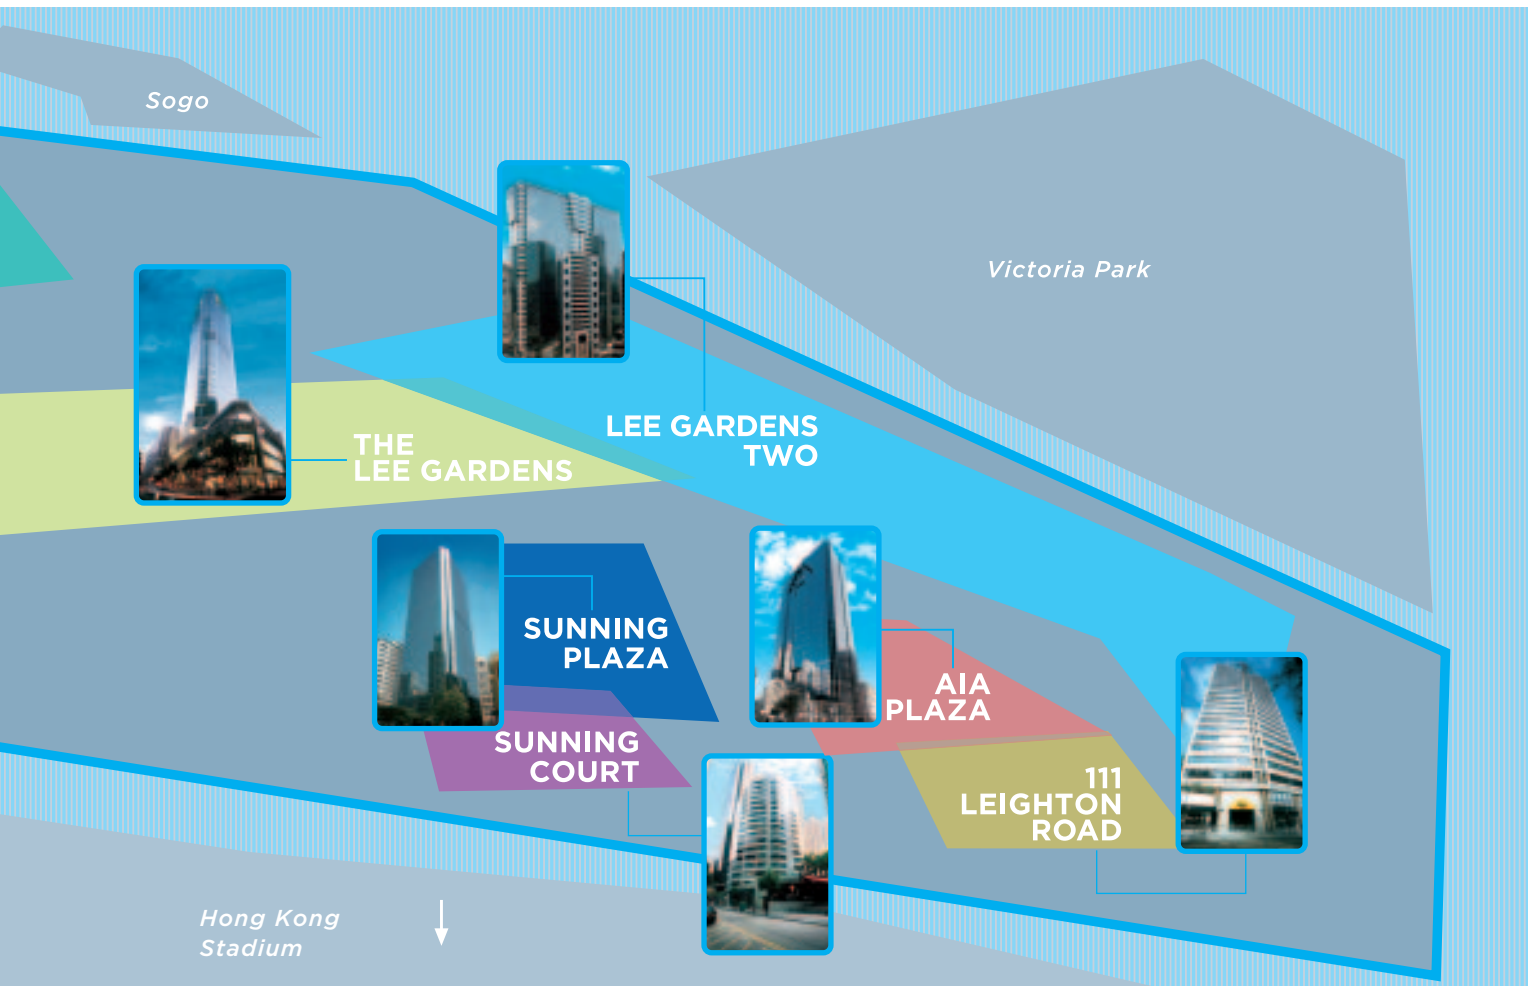 Sogo
Victoria Park
LEE GARDENS
TWO
THE
LEE GARDENS
SUNNING
PLAZA
AIA
PLAZA
SUNNING
COURT
111
LEIGHTON
ROAD
Hong Kong
Stadium